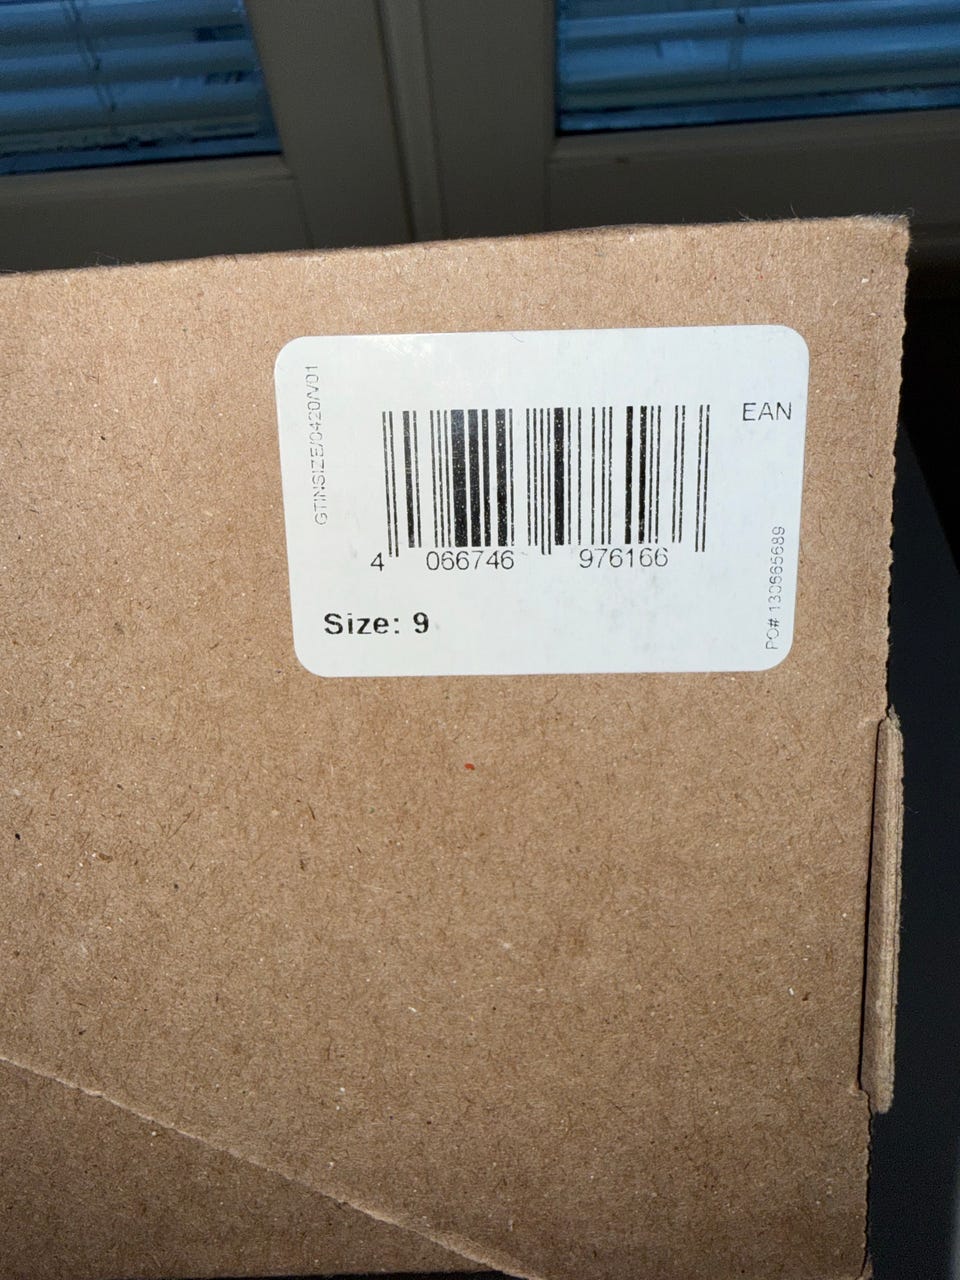 GTINSIZE/0420/V01
EAN
4 066746 976166
Size: 9
PO# 130665689